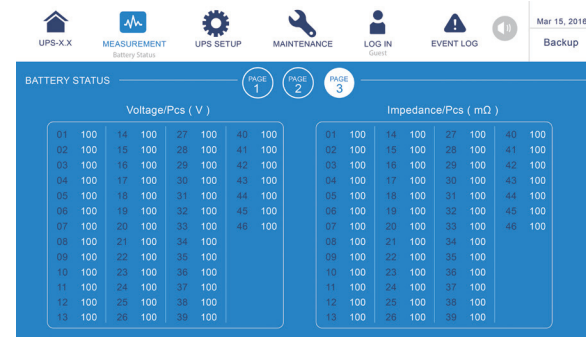 UPS-X.X
MEASUREMENT
Battery Status
UPS SETUP
MAINTENANCE
LOG IN
Guest
EVENT LOG
Mar 15, 2016
Backup
BATTERY STATUS
PAGE 1
PAGE 2
PAGE 3
Voltage/Pcs ( V )
01 100 14 100 27 100 40 100
02 100 15 100 28 100 41 100
03 100 16 100 29 100 42 100
04 100 17 100 30 100 43 100
05 100 18 100 31 100 44 100
06 100 19 100 32 100 45 100
07 100 20 100 33 100 46 100
08 100 21 100 34 100
09 100 22 100 35 100
10 100 23 100 36 100
11 100 24 100 37 100
12 100 25 100 38 100
13 100 26 100 39 100
Impedance/Pcs ( mΩ )
01 100 14 100 27 100 40 100
02 100 15 100 28 100 41 100
03 100 16 100 29 100 42 100
04 100 17 100 30 100 43 100
05 100 18 100 31 100 44 100
06 100 19 100 32 100 45 100
07 100 20 100 33 100 46 100
08 100 21 100 34 100
09 100 22 100 35 100
10 100 23 100 36 100
11 100 24 100 37 100
12 100 25 100 38 100
13 100 26 100 39 100